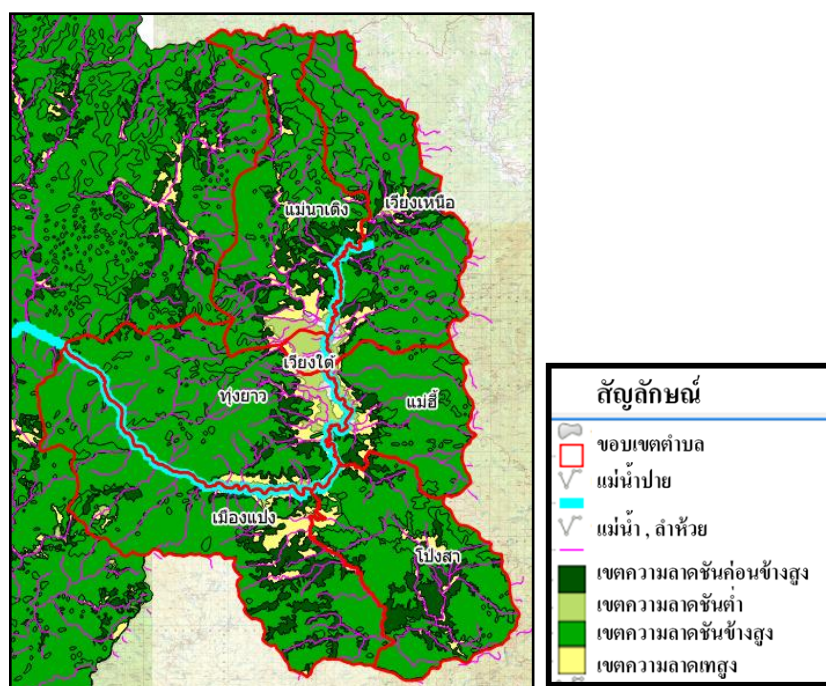 แม่นาเติง
เวียงเหนือ
เวียงใต้
ทุ่งยาว
แม่ฮี้
เมืองแปง
โป่งสา
สัญลักษณ์
ขอบเขตตำบล
แม่น้ำปาย
แม่น้ำ , ลำห้วย
เขตความลาดชันค่อนข้างสูง
เขตความลาดชันต่ำ
เขตความลาดชันข้างสูง
เขตความลาดเทสูง